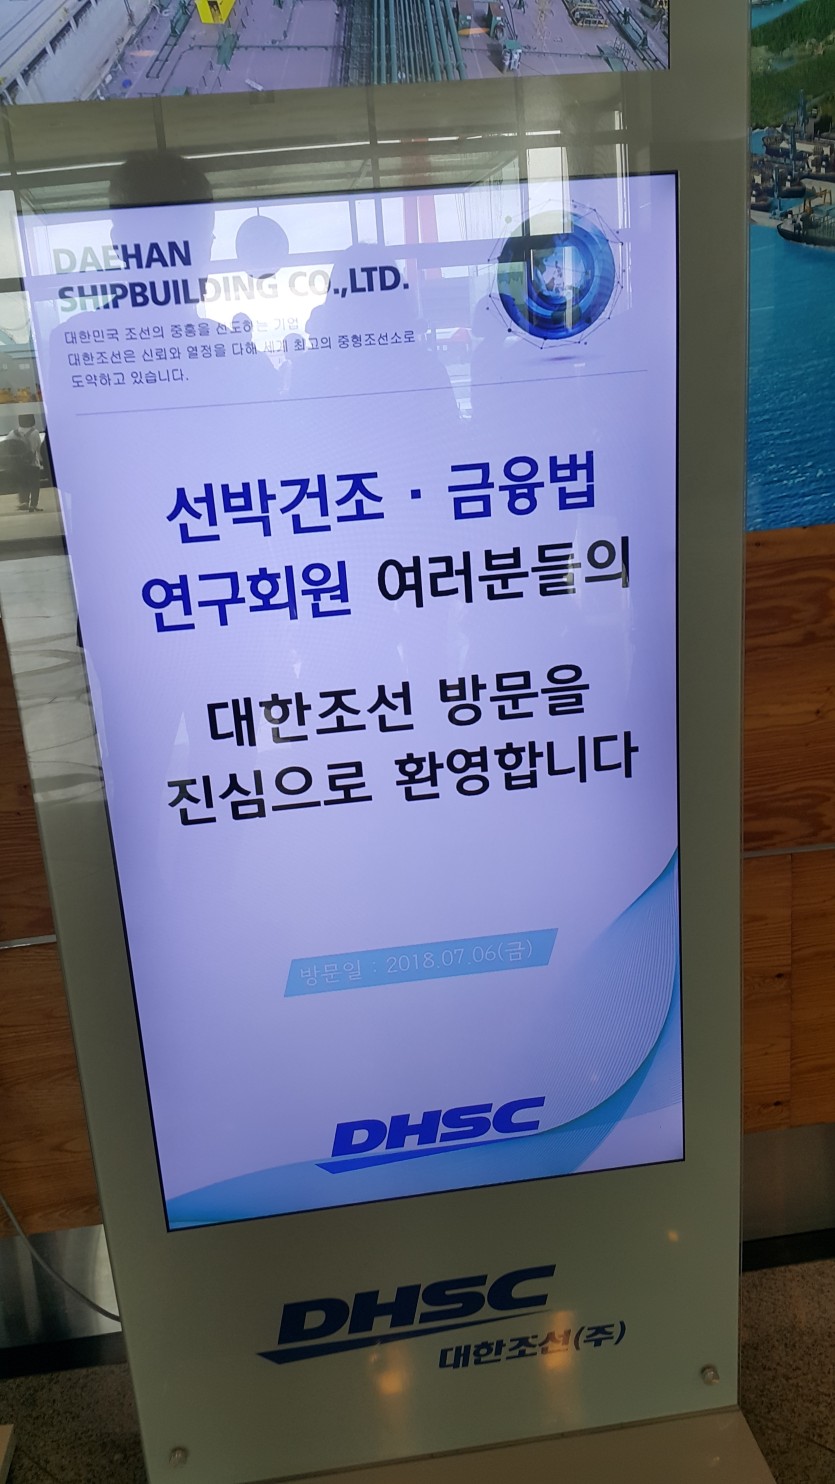 DAEHAN
SHIPBUILDING CO.,LTD.
대한민국 조선의 중흥을 선도하는 기업
대한조선은 신뢰와 열정을 다해 세계 최고의 중형조선소로
도약하고 있습니다.
선박건조 · 금융법
연구회원 여러분들의
대한조선 방문을
진심으로 환영합니다
방문일 : 2018.07.06(금)
DHSC
DHSC
대한조선(주)